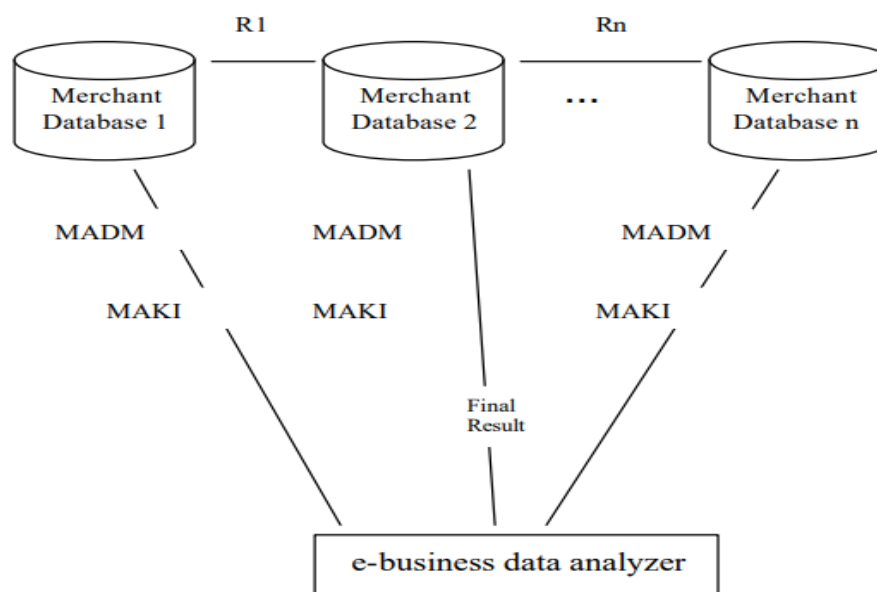 R1
Rn
Merchant
Database 1
Merchant
Database 2
...
Merchant
Database n
MADM
MADM
MADM
MAKI
MAKI
MAKI
Final
Result
e-business data analyzer